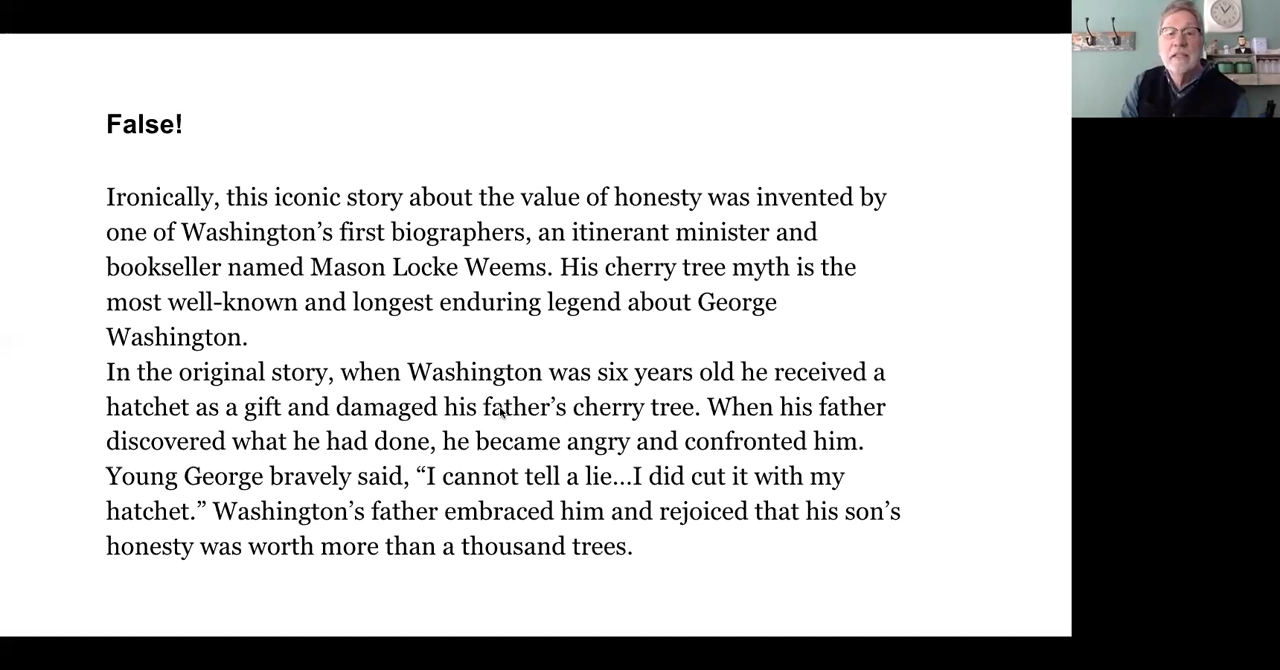 False!
Ironically, this iconic story about the value of honesty was invented by
one of Washington’s first biographers, an itinerant minister and
bookseller named Mason Locke Weems. His cherry tree myth is the
most well-known and longest enduring legend about George
Washington.
In the original story, when Washington was six years old he received a
hatchet as a gift and damaged his father’s cherry tree. When his father
discovered what he had done, he became angry and confronted him.
Young George bravely said, “I cannot tell a lie…I did cut it with my
hatchet.” Washington’s father embraced him and rejoiced that his son’s
honesty was worth more than a thousand trees.